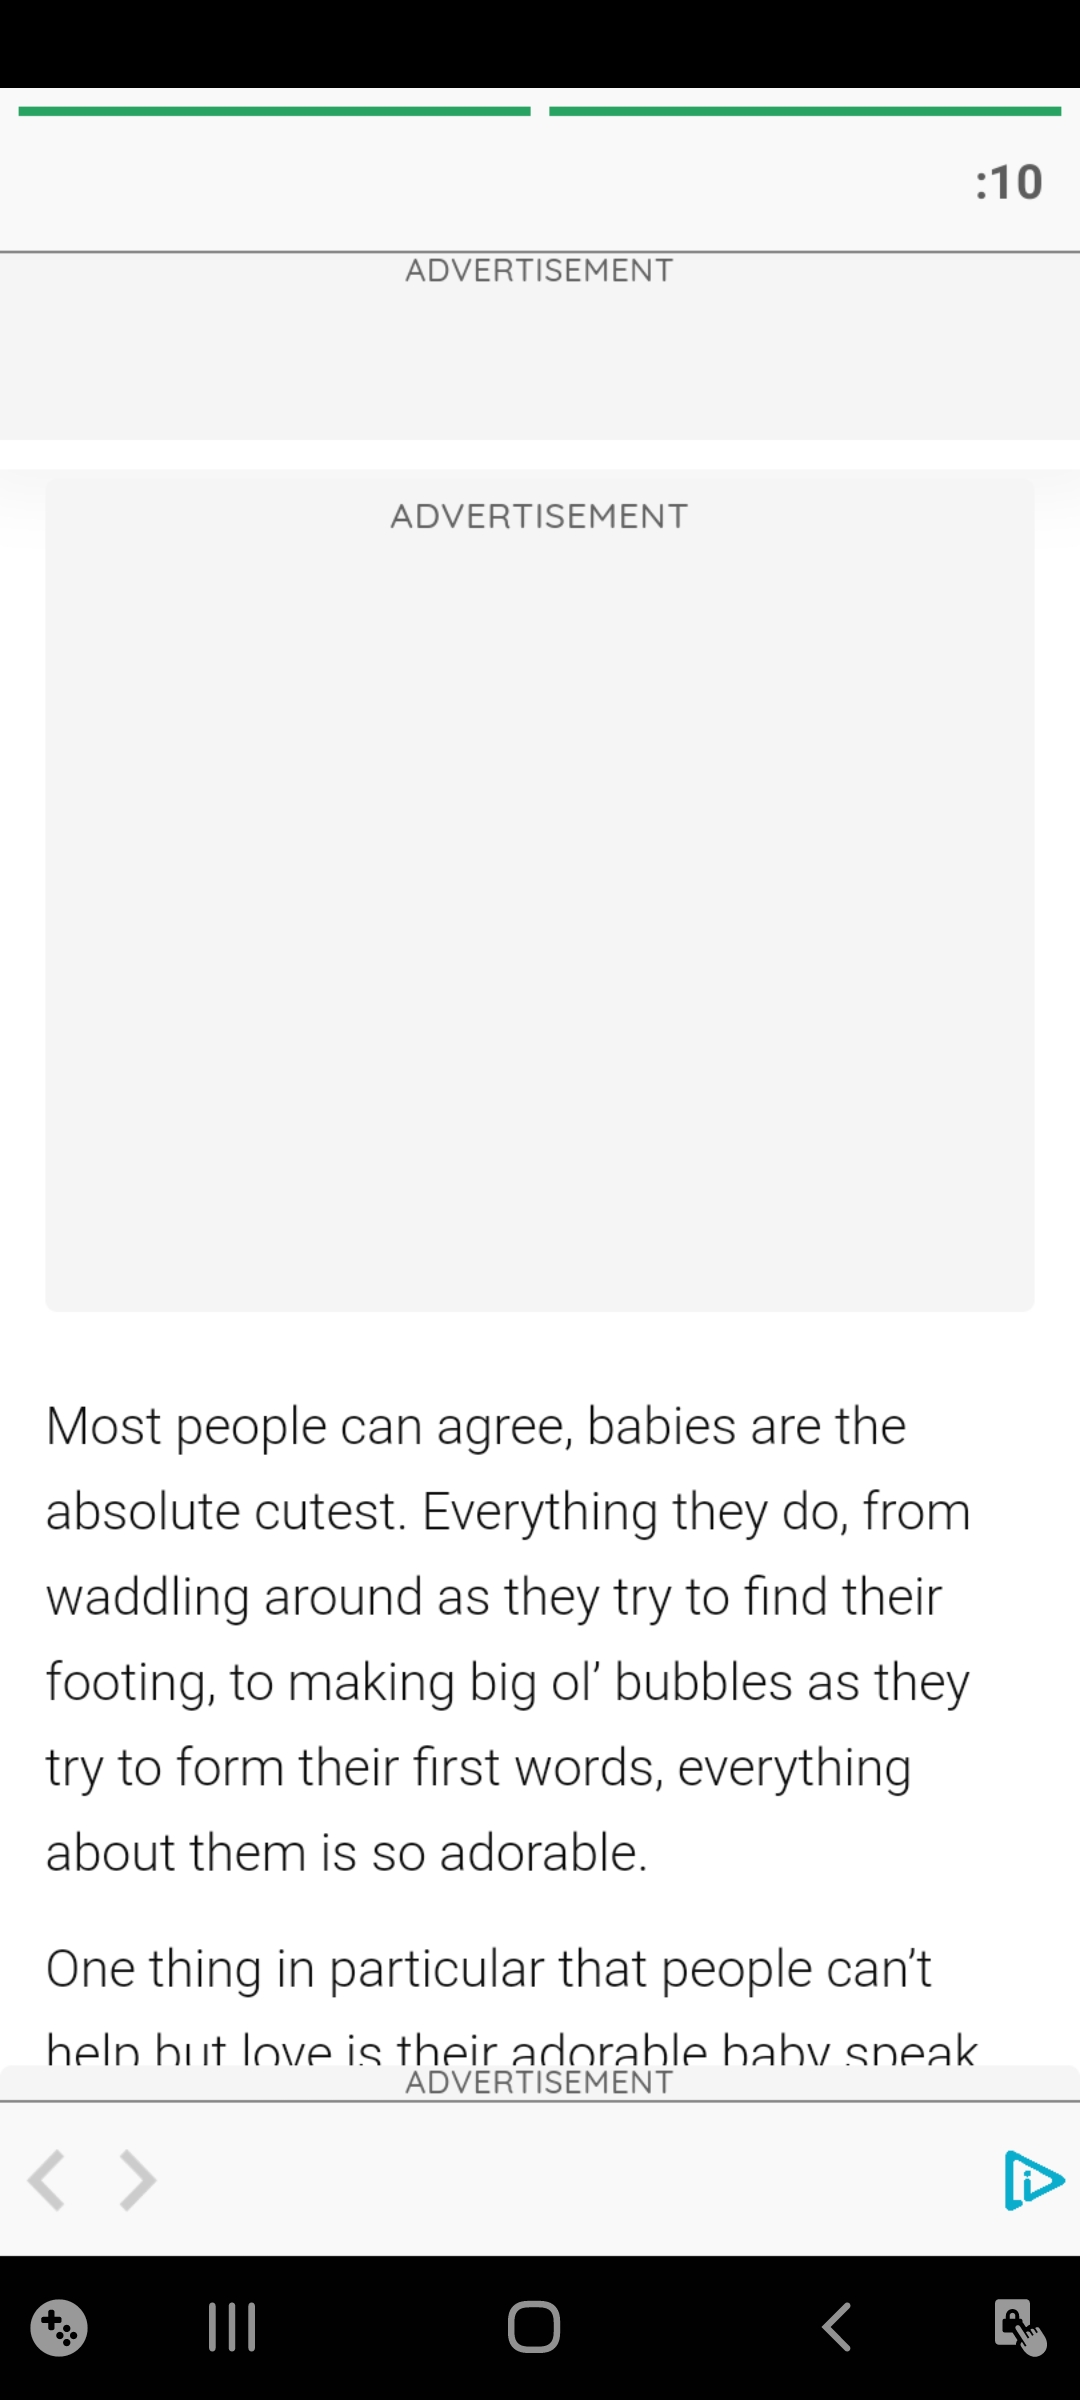 :10
ADVERTISEMENT
ADVERTISEMENT
Most people can agree, babies are the
absolute cutest. Everything they do, from
waddling around as they try to find their
footing, to making big ol’ bubbles as they
try to form their first words, everything
about them is so adorable.
One thing in particular that people can’t
help but love is their adorable baby speak
ADVERTISEMENT